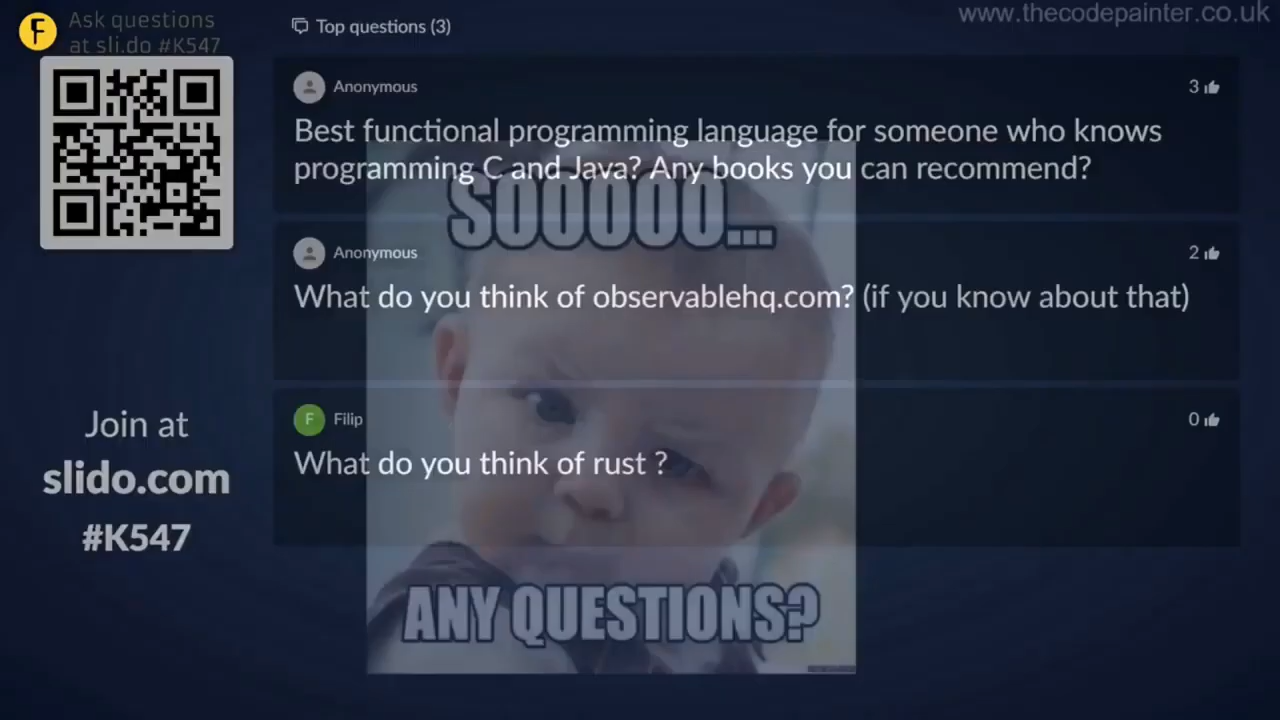 F
Ask questions
at sli.do #K547
www.thecodepainter.co.uk
Top questions (3)
Anonymous
3
Best functional programming language for someone who knows
programming C and Java? Any books you can recommend?
SOOOOO...
Anonymous
2
What do you think of observablehq.com? (if you know about that)
F
Filip
0
What do you think of rust ?
Join at
slido.com
#K547
ANY QUESTIONS?